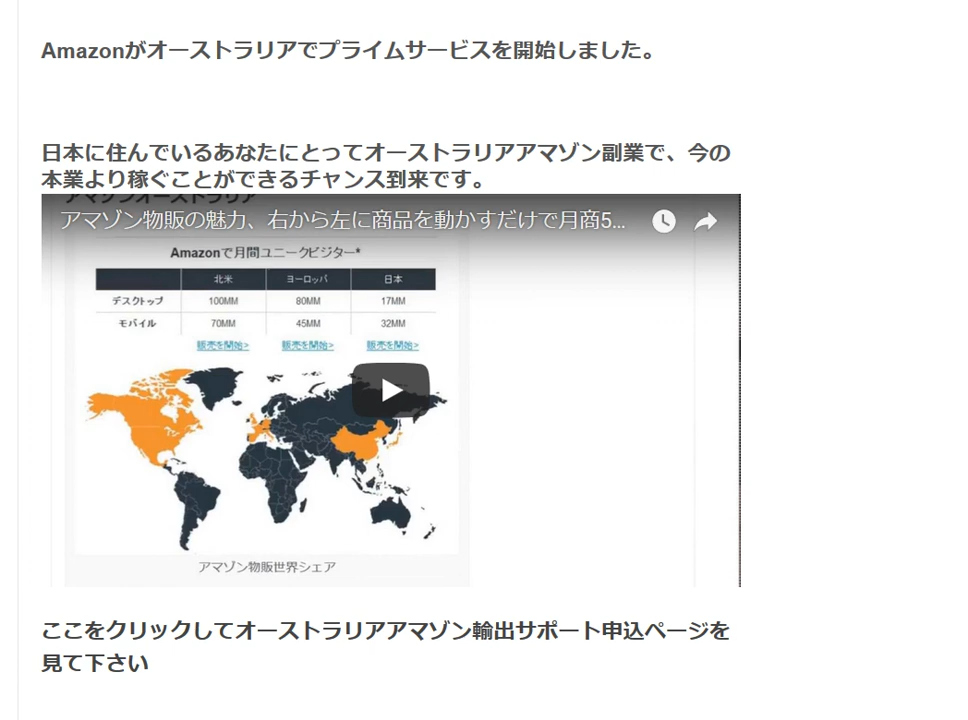 Amazonがオーストラリアでプライムサービスを開始しました。
日本に住んでいるあなたにとってオーストラリアアマゾン副業で、今の
本業より稼ぐことができるチャンス到来です。
アマゾンオーストラリア
アマゾン物販の魅力、右から左に商品を動かすだけで月商5...
Amazonで月間ユニークビジター*
北米 ヨーロッパ 日本
デスクトップ 100MM 80MM 17MM
モバイル 70MM 45MM 32MM
販売を開始> 販売を開始> 販売を開始>
アマゾン物販世界シェア
ここをクリックしてオーストラリアアマゾン輸出サポート申込ページを
見て下さい